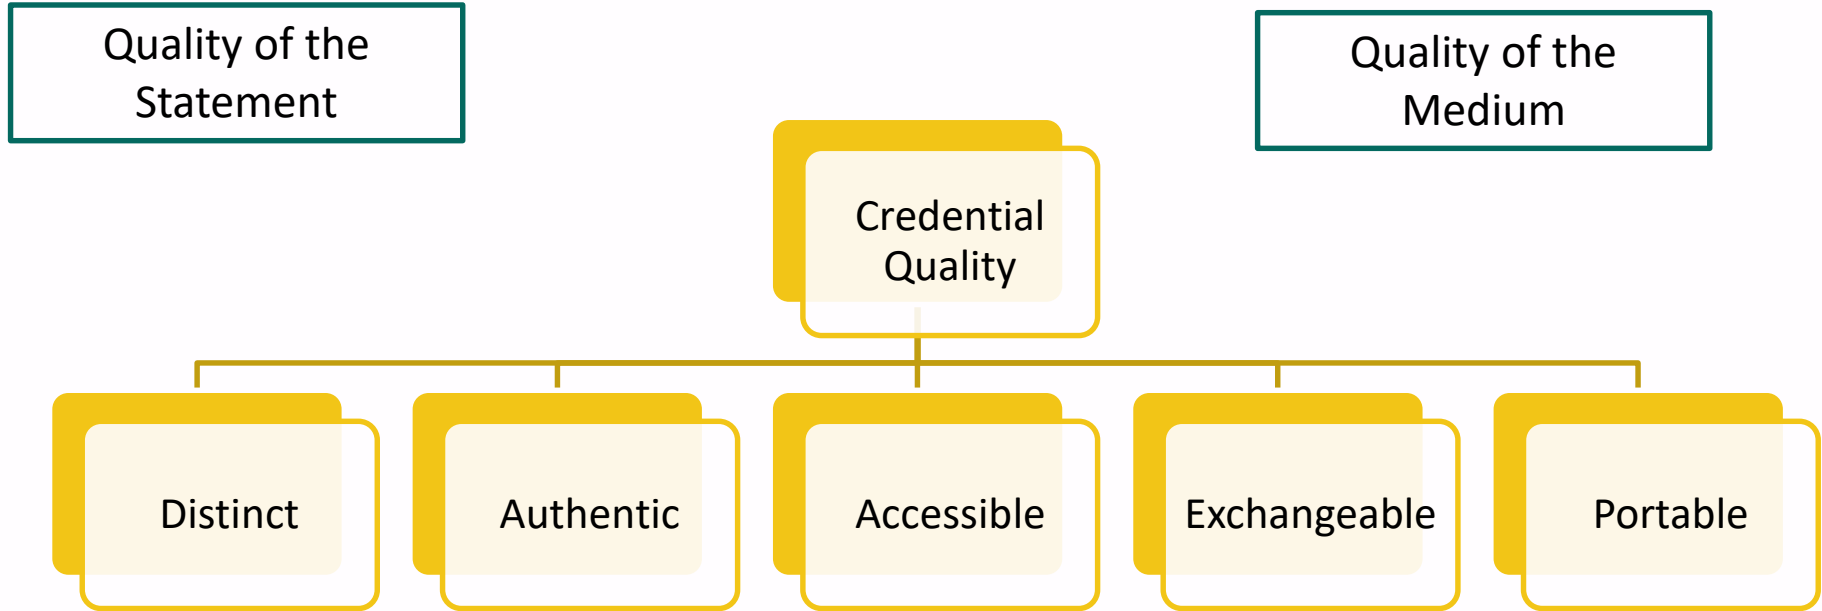 Quality of the
Statement
Quality of the
Medium
Credential
Quality
Distinct
Authentic
Accessible
Exchangeable
Portable